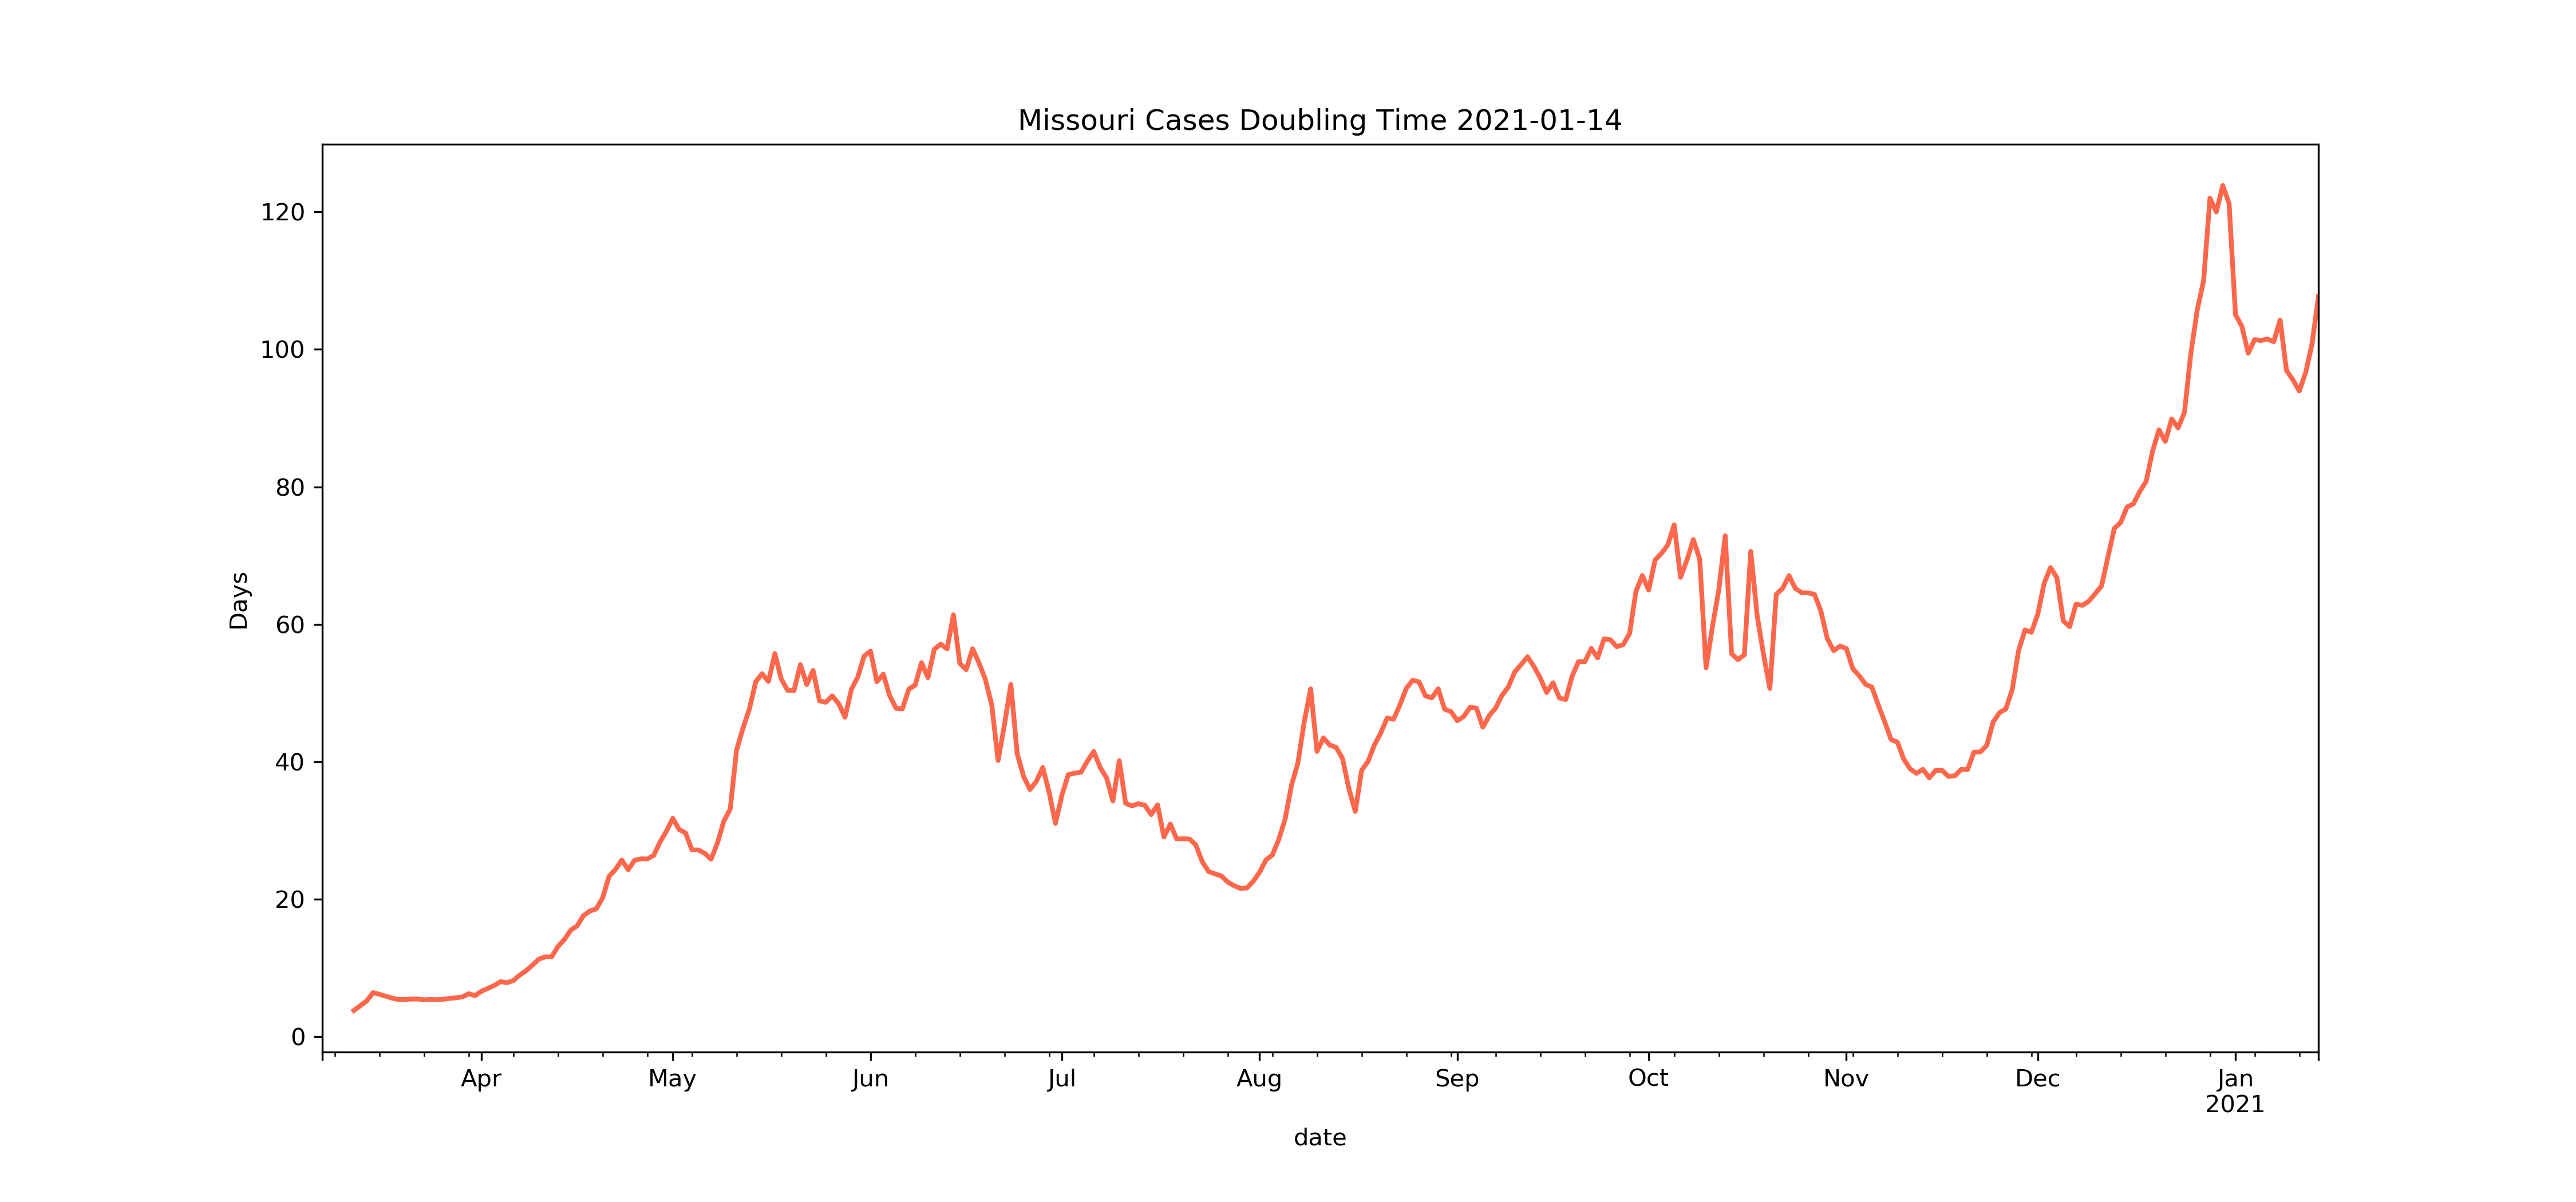 Missouri Cases Doubling Time 2021-01-14
120
100
80
60
40
20
0
Days
Apr May Jun Jul Aug Sep Oct Nov Dec Jan
2021
date